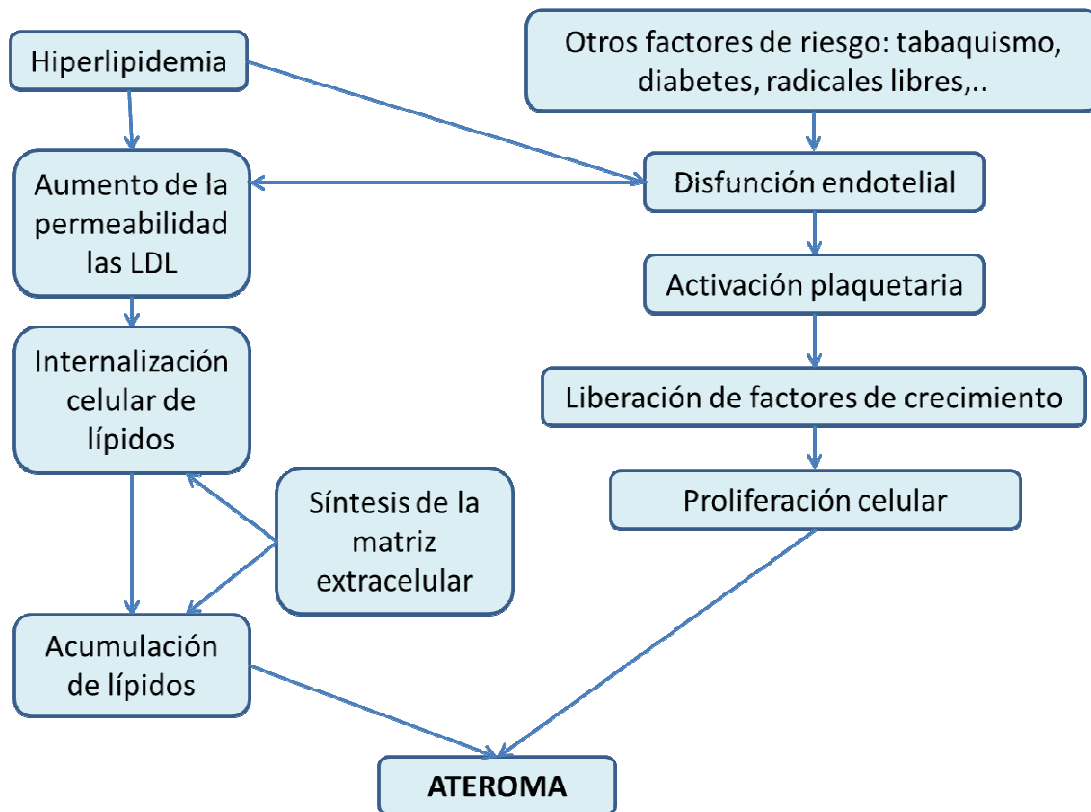 Hiperlipidemia
Otros factores de riesgo: tabaquismo,
diabetes, radicales libres,..
Aumento de la
permeabilidad
las LDL
Disfunción endotelial
Activación plaquetaria
Internalización
celular de
lípidos
Liberación de factores de crecimiento
Síntesis de la
matriz
extracelular
Proliferación celular
Acumulación
de lípidos
ATEROMA